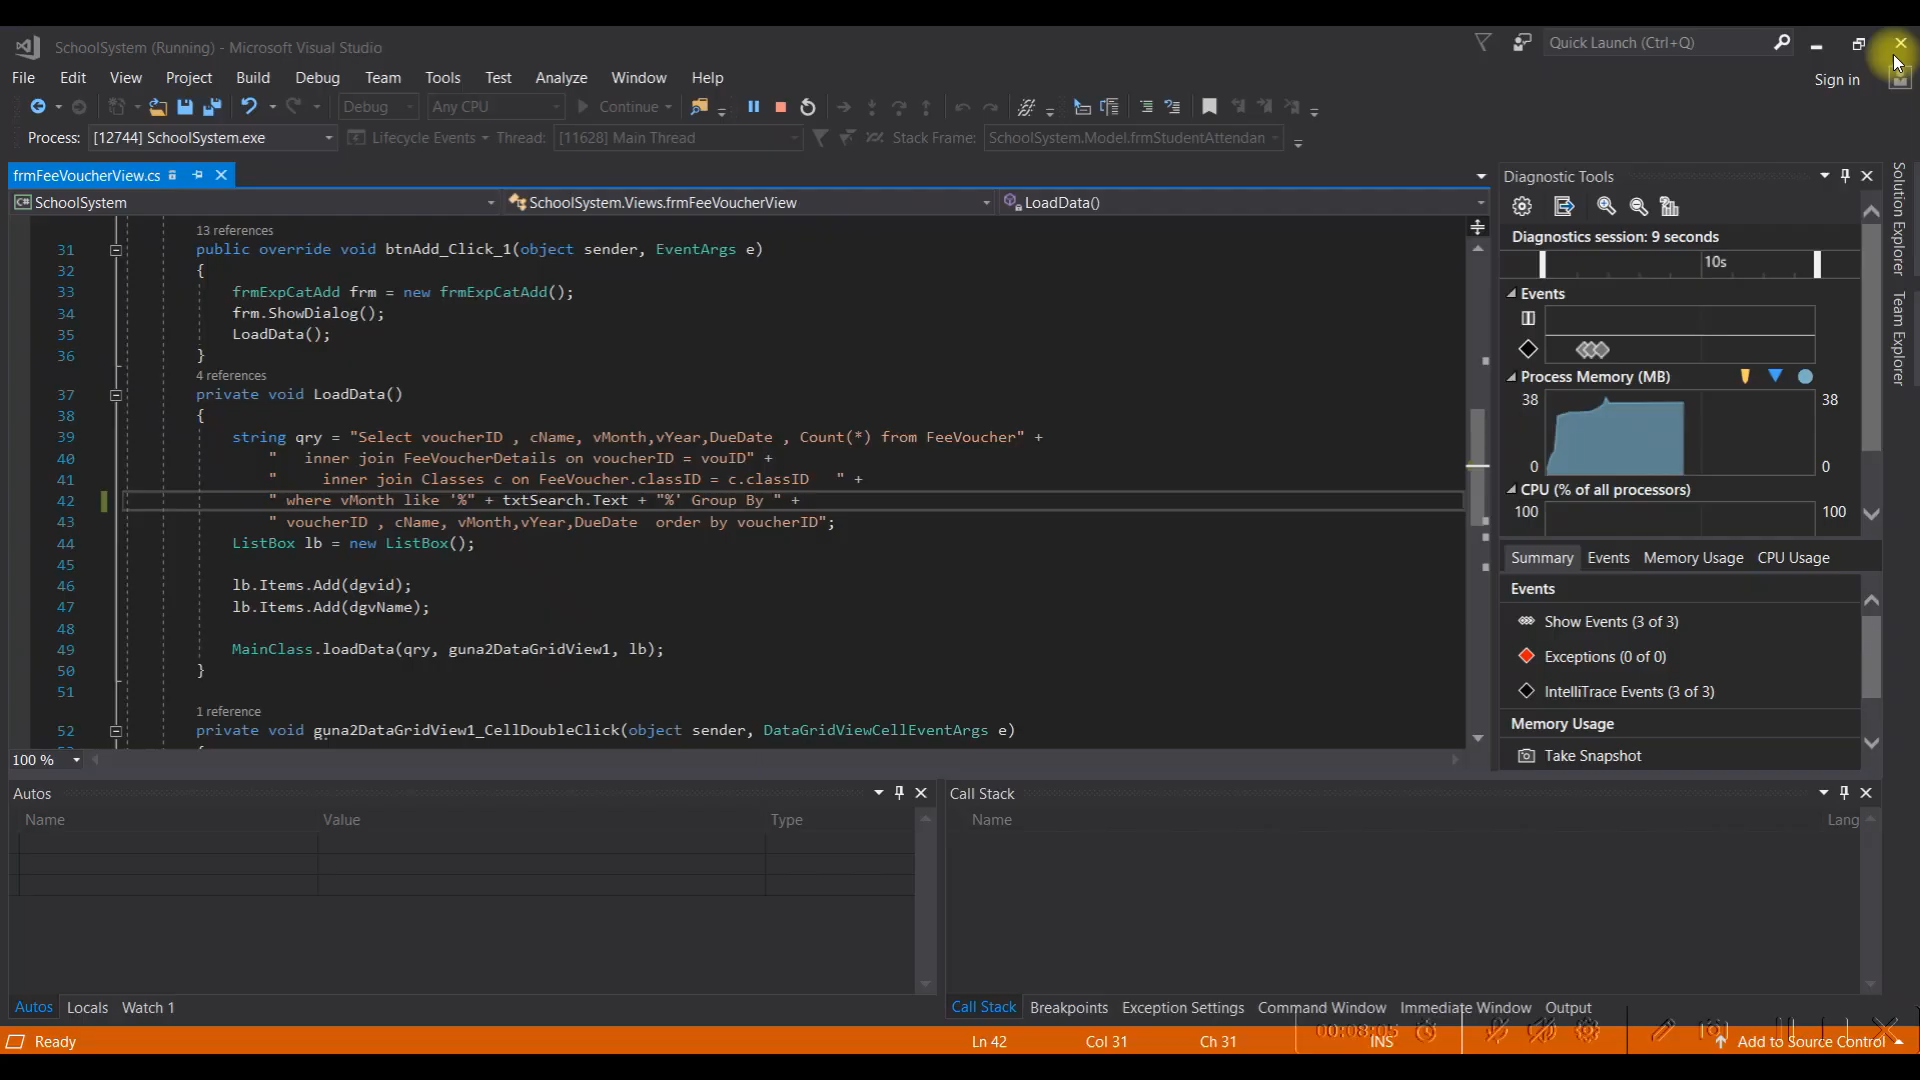 SchoolSystem (Running) - Microsoft Visual Studio
Quick Launch (Ctrl+Q)
File Edit View Project Build Debug Team Tools Test Analyze Window Help
Sign in
Debug Any CPU Continue
Process: [12744] SchoolSystem.exe Lifecycle Events Thread: [11628] Main Thread Stack Frame: SchoolSystem.Model.frmStudentAttendan
frmFeeVoucherView.cs
SchoolSystem SchoolSystem.Views.frmFeeVoucherView LoadData()
13 references
31 public override void btnAdd_Click_1(object sender, EventArgs e)
32 {
33 frmExpCatAdd frm = new frmExpCatAdd();
34 frm.ShowDialog();
35 LoadData();
36 }
4 references
37 private void LoadData()
38 {
39 string qry = "Select voucherID , cName, vMonth,vYear,DueDate , Count(*) from FeeVoucher" +
40 "   inner join FeeVoucherDetails on voucherID = vouID" +
41 "     inner join Classes c on FeeVoucher.classID = c.classID   " +
42 " where vMonth like '%" + txtSearch.Text + "%' Group By " +
43 " voucherID , cName, vMonth,vYear,DueDate  order by voucherID";
44 ListBox lb = new ListBox();
45
46 lb.Items.Add(dgvid);
47 lb.Items.Add(dgvName);
48
49 MainClass.loadData(qry, guna2DataGridView1, lb);
50 }
51
1 reference
52 private void guna2DataGridView1_CellDoubleClick(object sender, DataGridViewCellEventArgs e)
100 %
Diagnostic Tools
Diagnostics session: 9 seconds
10s
Events
Process Memory (MB)
38 38
0 0
CPU (% of all processors)
100 100
Summary Events Memory Usage CPU Usage
Events
Show Events (3 of 3)
Exceptions (0 of 0)
IntelliTrace Events (3 of 3)
Memory Usage
Take Snapshot
Solution Explorer
Team Explorer
Autos
Name Value Type
Autos Locals Watch 1
Call Stack
Name Lang
Call Stack Breakpoints Exception Settings Command Window Immediate Window Output
Ready Ln 42 Col 31 Ch 31 INS Add to Source Control
00:08:05